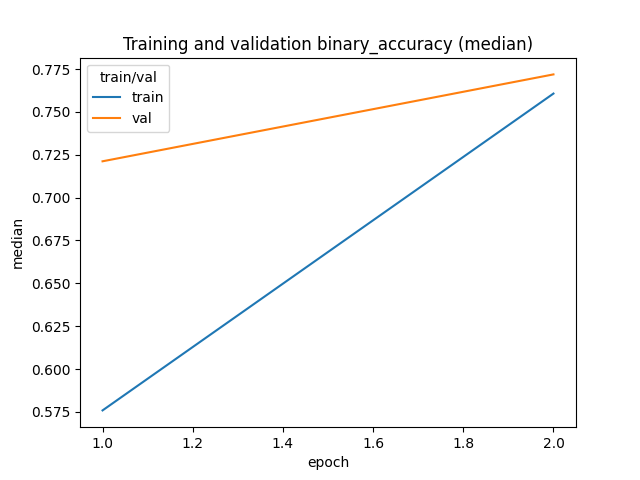 Training and validation binary_accuracy (median)
train/val
train
val
median
0.775
0.750
0.725
0.700
0.675
0.650
0.625
0.600
0.575
1.0 1.2 1.4 1.6 1.8 2.0
epoch